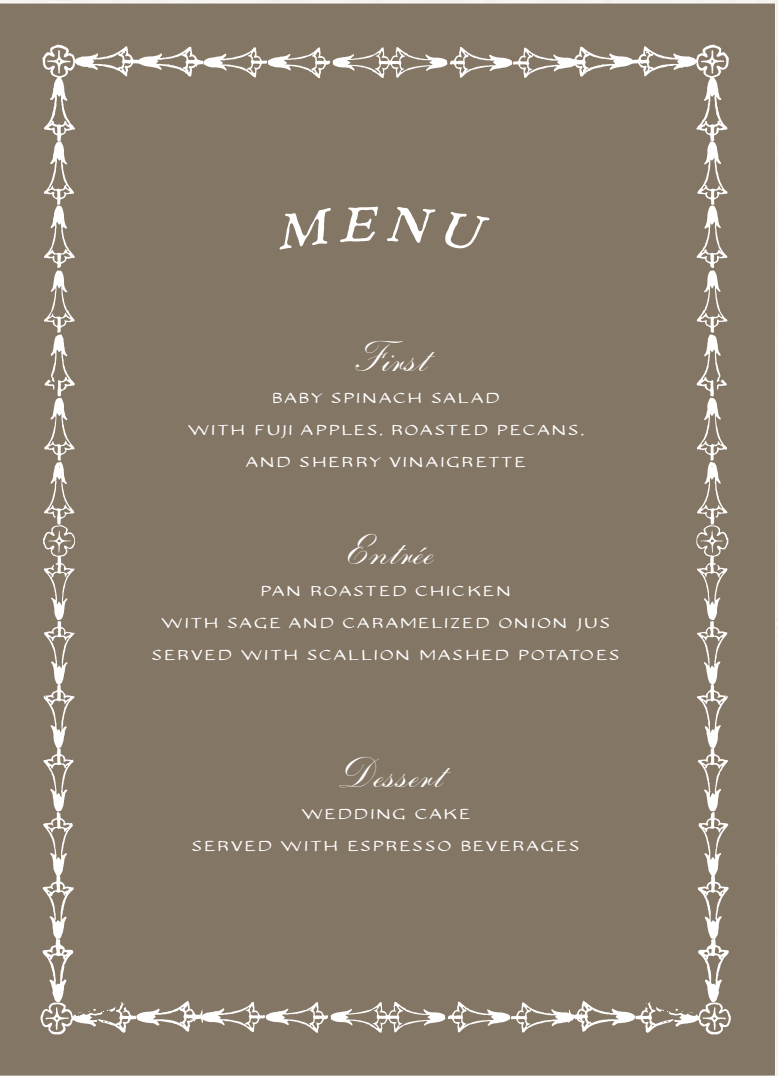 MENU
First
BABY SPINACH SALAD
WITH FUJI APPLES, ROASTED PECANS,
AND SHERRY VINAIGRETTE
Entrée
PAN ROASTED CHICKEN
WITH SAGE AND CARAMELIZED ONION JUS
SERVED WITH SCALLION MASHED POTATOES
Dessert
WEDDING CAKE
SERVED WITH ESPRESSO BEVERAGES